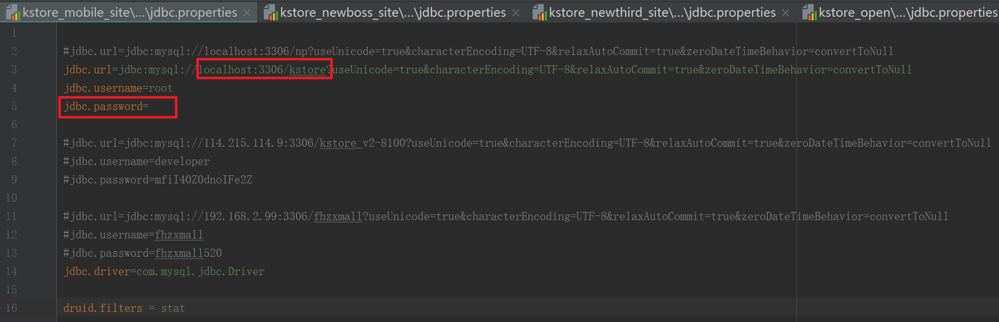 kstore_mobile_site\...\jdbc.properties
kstore_newboss_site\...\jdbc.properties
kstore_newthird_site\...\jdbc.properties
kstore_open\...\jdbc.properties
1
2 #jdbc.url=jdbc:mysql://localhost:3306/np?useUnicode=true&characterEncoding=UTF-8&relaxAutoCommit=true&zeroDateTimeBehavior=convertToNull
3 jdbc.url=jdbc:mysql://localhost:3306/kstore?useUnicode=true&characterEncoding=UTF-8&relaxAutoCommit=true&zeroDateTimeBehavior=convertToNull
4 jdbc.username=root
5 jdbc.password=
6
7 #jdbc.url=jdbc:mysql://114.215.114.9:3306/kstore_v2-8100?useUnicode=true&characterEncoding=UTF-8&relaxAutoCommit=true&zeroDateTimeBehavior=convertToNull
8 #jdbc.username=developer
9 #jdbc.password=mfiI40Z0dnoIFe2Z
10
11 #jdbc.url=jdbc:mysql://192.168.2.99:3306/fhzxmall?useUnicode=true&characterEncoding=UTF-8&relaxAutoCommit=true&zeroDateTimeBehavior=convertToNull
12 #jdbc.username=fhzxmall
13 #jdbc.password=fhzxmall520
14 jdbc.driver=com.mysql.jdbc.Driver
15
16 druid.filters = stat